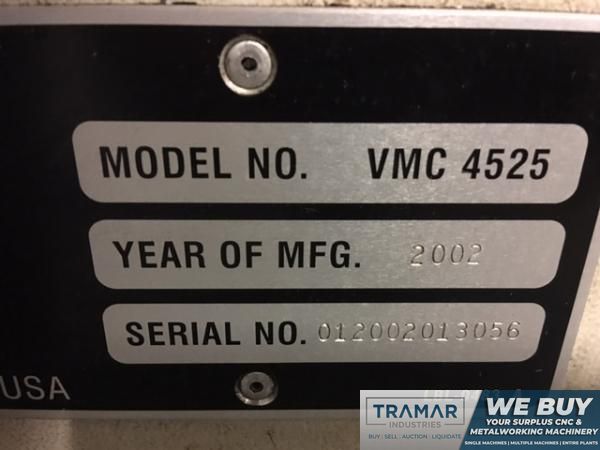 MODEL NO. VMC 4525
YEAR OF MFG. 2002
SERIAL NO. 012002013056
USA
TRAMAR
INDUSTRIES
BUY . SELL . AUCTION . LIQUIDATE
WE BUY
YOUR SURPLUS CNC &
METALWORKING MACHINERY
SINGLE MACHINES | MULTIPLE MACHINES | ENTIRE PLANTS